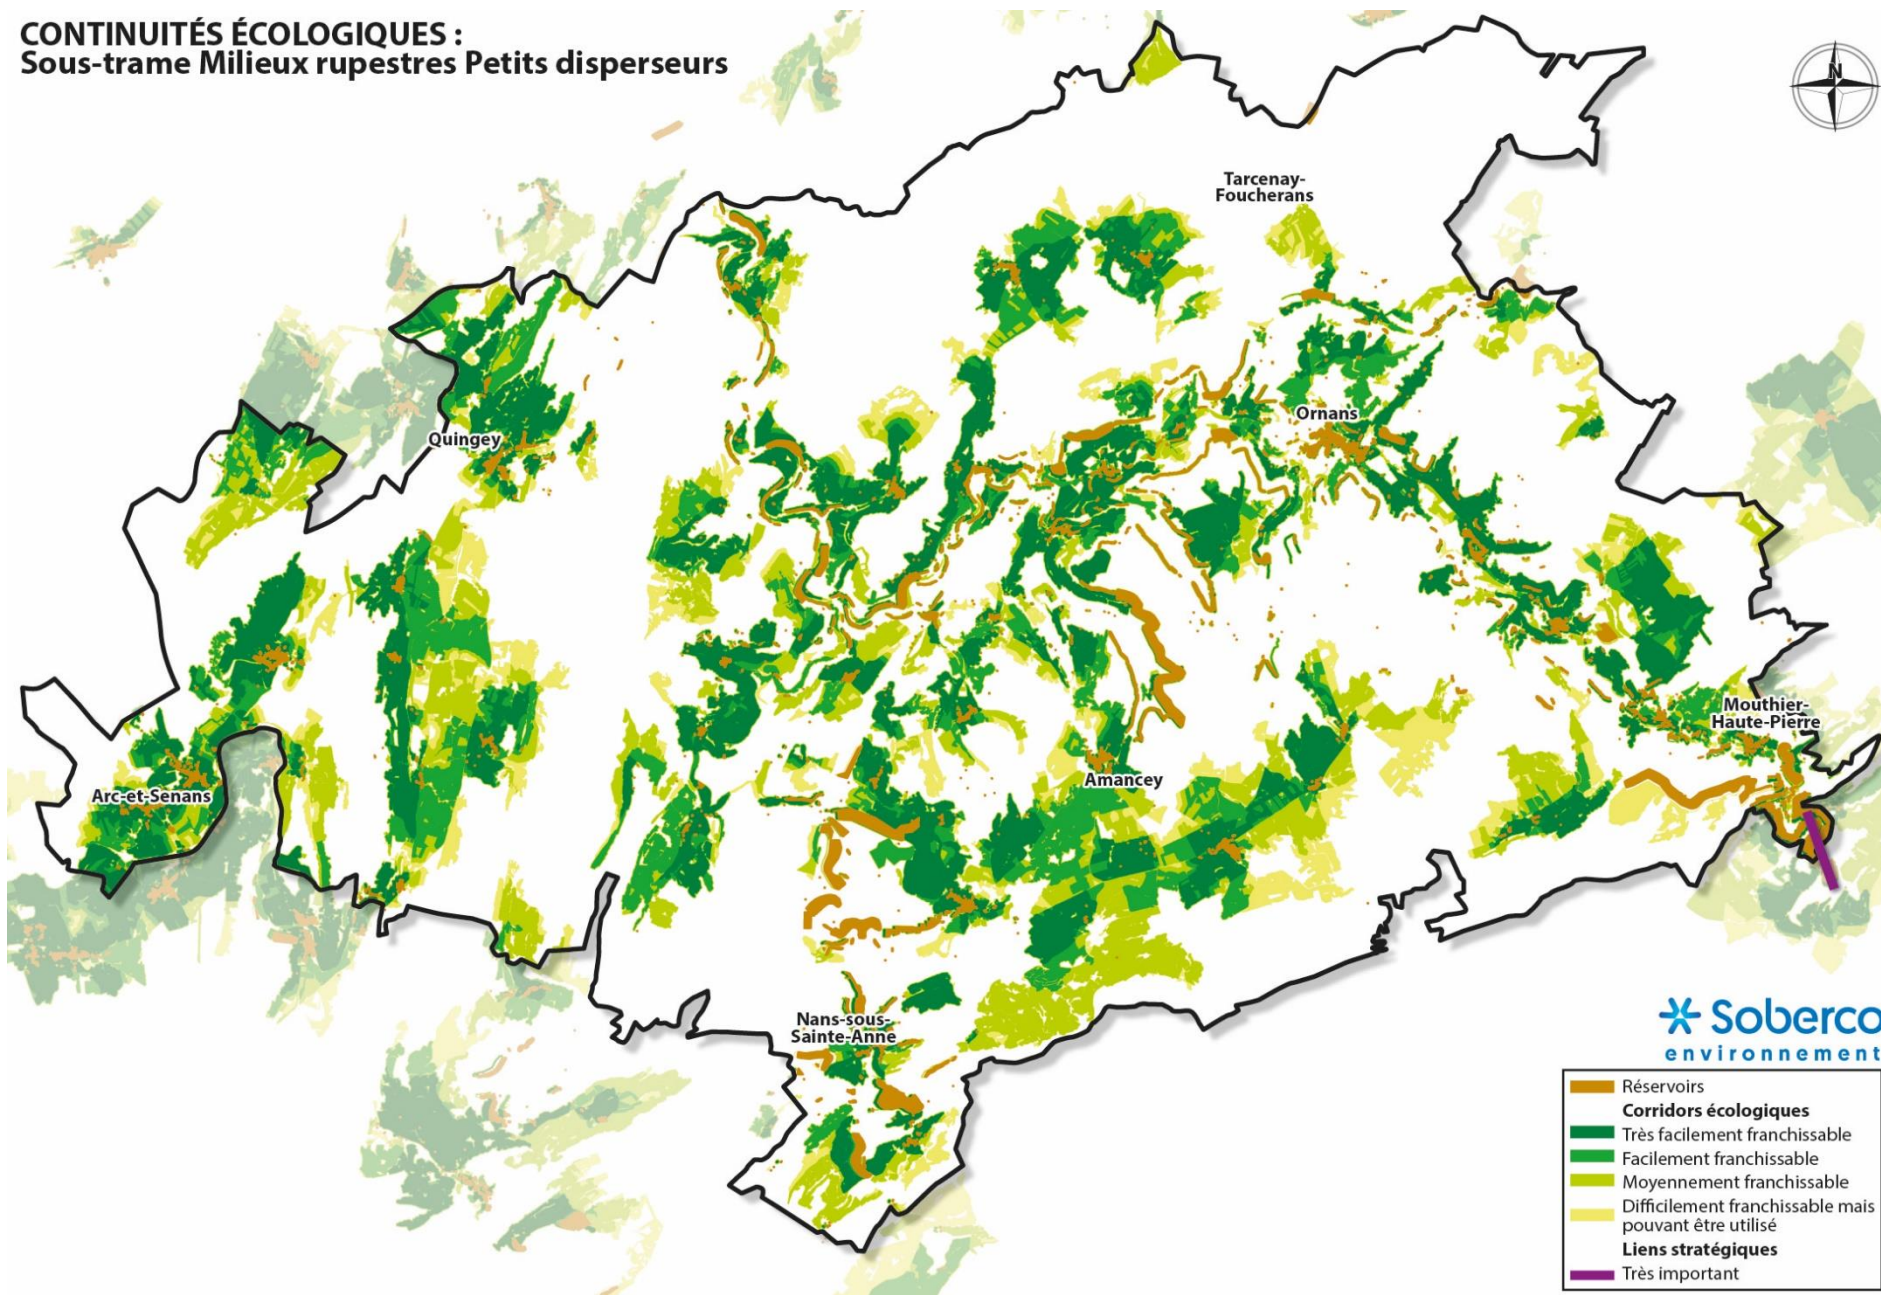 CONTINUITÉS ÉCOLOGIQUES :
Sous-trame Milieux rupestres Petits disperseurs
N
Tarcenay-
Foucherans
Ornans
Quingey
Mouthier-
Haute-Pierre
Amancey
Arc-et-Senans
Nans-sous-
Sainte-Anne
Soberco
environnement
Réservoirs
Corridors écologiques
Très facilement franchissable
Facilement franchissable
Moyennement franchissable
Difficilement franchissable mais
pouvant être utilisé
Liens stratégiques
Très important